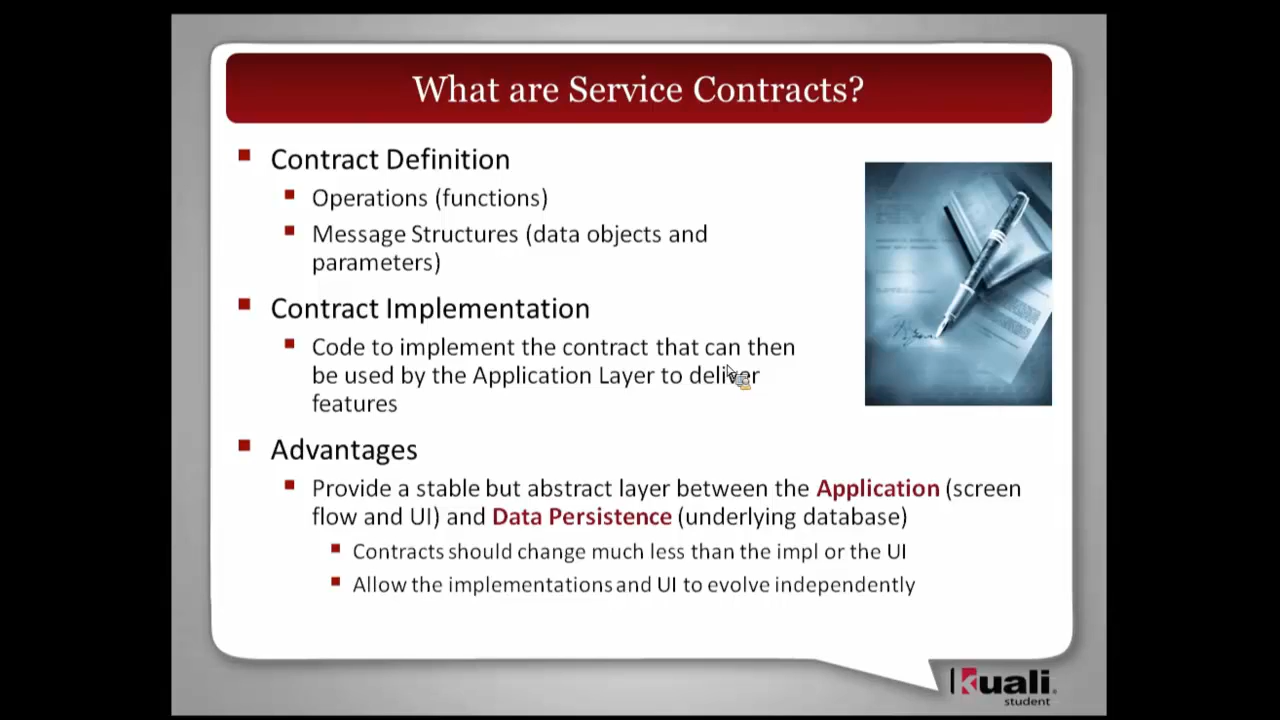 What are Service Contracts?
Contract Definition
Operations (functions)
Message Structures (data objects and
parameters)
Contract Implementation
Code to implement the contract that can then
be used by the Application Layer to deliver
features
Advantages
Provide a stable but abstract layer between the Application (screen
flow and UI) and Data Persistence (underlying database)
Contracts should change much less than the impl or the UI
Allow the implementations and UI to evolve independently
kuali
student